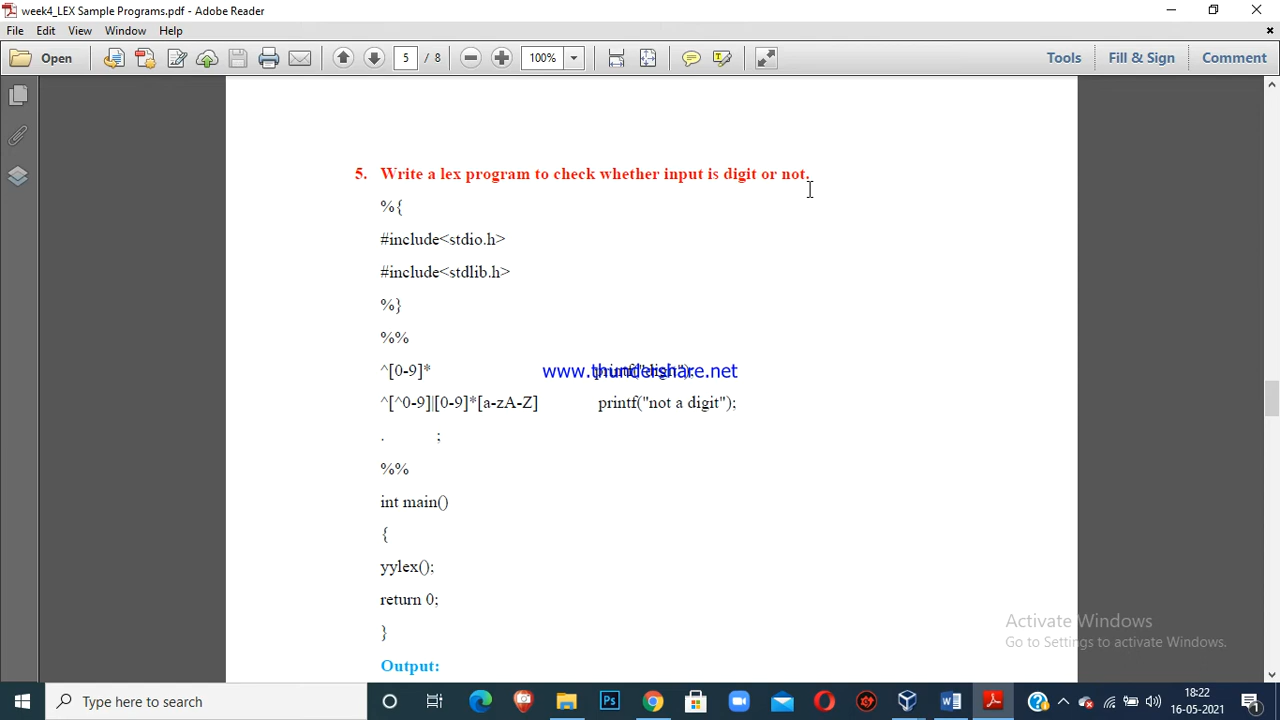 week4_LEX Sample Programs.pdf - Adobe Reader
File Edit View Window Help
Open 5 / 8 100% Tools Fill & Sign Comment
5. Write a lex program to check whether input is digit or not.
%{
#include<stdio.h>
#include<stdlib.h>
%}
%%
^[0-9]* printf("digit");
www.thundershare.net
^[^0-9]|[0-9]*[a-zA-Z] printf("not a digit");
. ;
%%
int main()
{
yylex();
return 0;
}
Output:
Activate Windows
Go to Settings to activate Windows.
Type here to search
18:22
16-05-2021
1